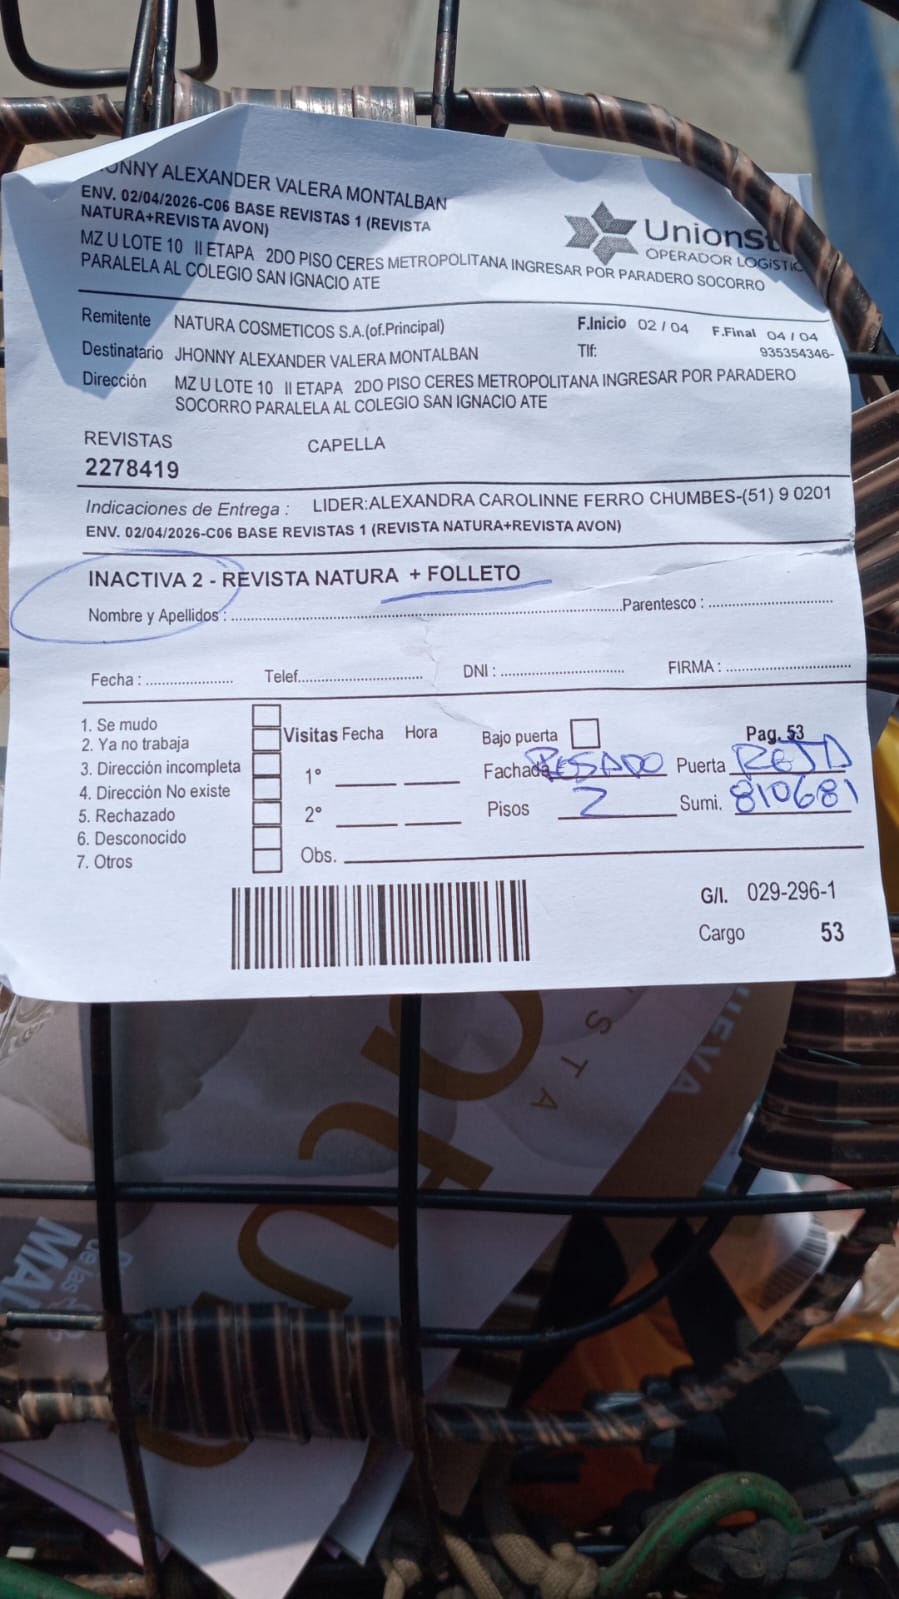 JHONNY ALEXANDER VALERA MONTALBAN
ENV. 02/04/2026-C06 BASE REVISTAS 1 (REVISTA
NATURA+REVISTA AVON)
MZ U LOTE 10 II ETAPA 2DO PISO CERES METROPOLITANA INGRESAR POR PARADERO SOCORRO
PARALELA AL COLEGIO SAN IGNACIO ATE
UnionSt
OPERADOR LOGISTIC
Remitente NATURA COSMETICOS S.A.(of.Principal) F.Inicio 02 / 04 F.Final 04 / 04
Destinatario JHONNY ALEXANDER VALERA MONTALBAN Tlf: 935354346-
Dirección MZ U LOTE 10 II ETAPA 2DO PISO CERES METROPOLITANA INGRESAR POR PARADERO
SOCORRO PARALELA AL COLEGIO SAN IGNACIO ATE
REVISTAS CAPELLA
2278419
Indicaciones de Entrega : LIDER:ALEXANDRA CAROLINNE FERRO CHUMBES-(51) 9 0201
ENV. 02/04/2026-C06 BASE REVISTAS 1 (REVISTA NATURA+REVISTA AVON)
INACTIVA 2 - REVISTA NATURA + FOLLETO
Nombre y Apellidos : Parentesco :
Fecha : Telef. DNI : FIRMA :
1. Se mudo
2. Ya no trabaja
3. Dirección incompleta
4. Dirección No existe
5. Rechazado
6. Desconocido
7. Otros
Visitas Fecha Hora
1°
2°
Obs.
Bajo puerta Pag. 53
Fachada ROSADO Puerta REJA
Pisos 2 Sumi. 810681
G/I. 029-296-1
Cargo 53
NUEVA
MA